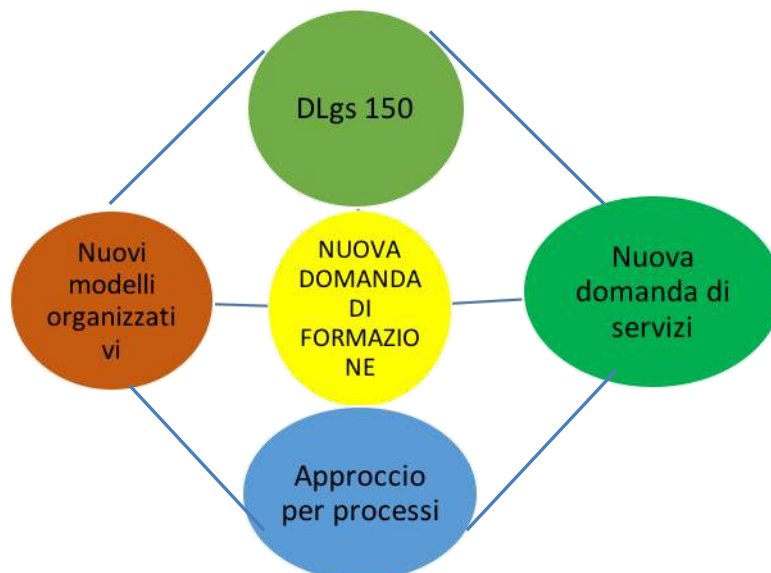 DLgs 150
Nuovi
modelli
organizzati
vi
NUOVA
DOMANDA
DI
FORMAZIO
NE
Nuova
domanda di
servizi
Approccio
per processi